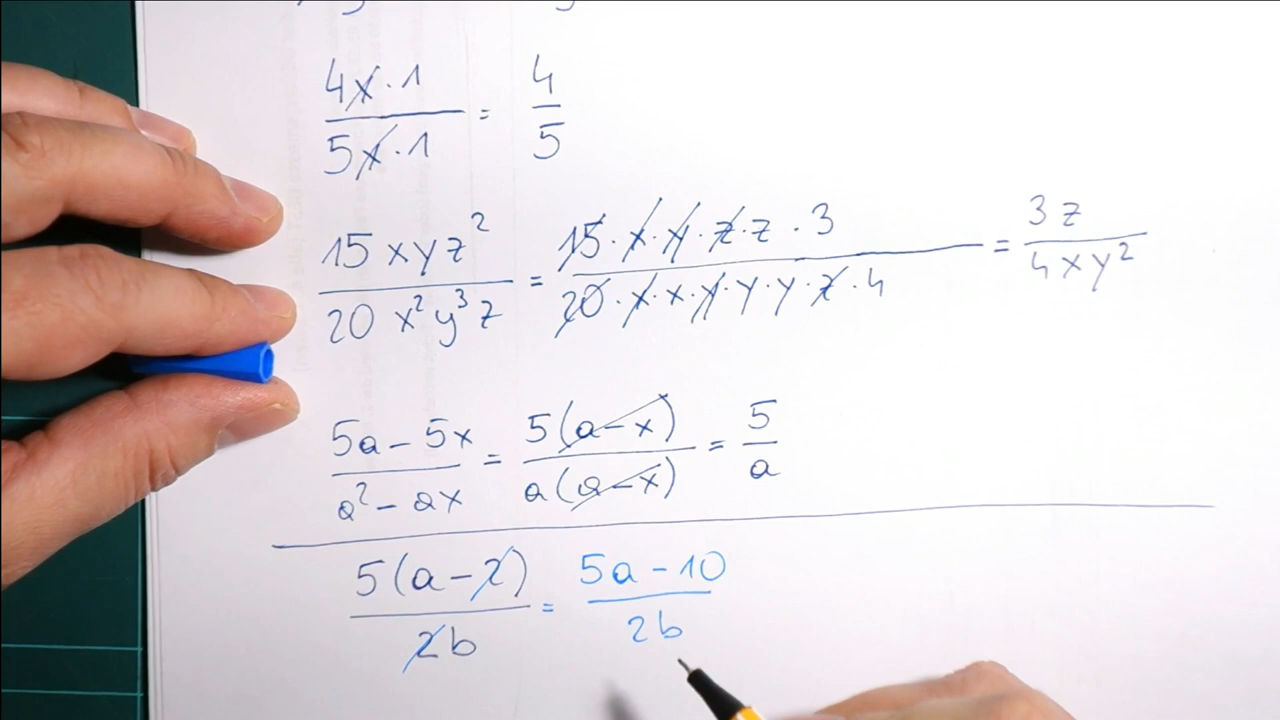 4x·1 / 5x·1 = 4/5
15xyz² / 20x²y³z = 15·x·y·z·z·3 / 20·x·x·y·y·y·z·4 = 3z / 4xy²
5a-5x / a²-ax = 5(a-x) / a(a-x) = 5/a
5(a-2) / 2b = 5a-10 / 2b